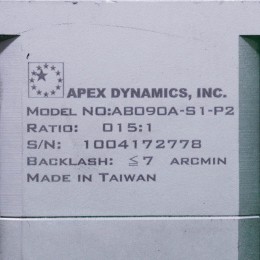 APEX DYNAMICS, INC.
MODEL NO:AB090A-S1-P2
RATIO: 015:1
S/N: 1004172778
BACKLASH: ≦7 ARCMIN
MADE IN TAIWAN